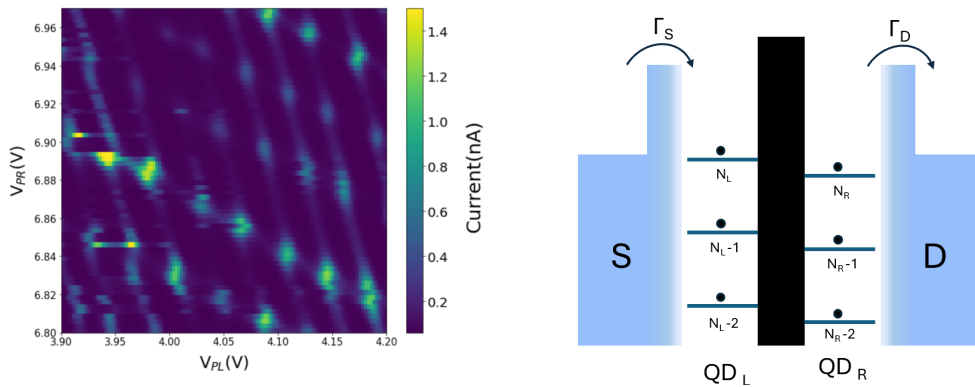 6.96
6.94
6.92
6.90
6.88
6.86
6.84
6.82
6.80
V_PR(V)
3.90 3.95 4.00 4.05 4.10 4.15 4.20
V_PL(V)
1.4
1.2
1.0
0.8
0.6
0.4
0.2
Current(nA)
Γ_S Γ_D
N_L N_R
N_L-1 N_R-1
N_L-2 N_R-2
S D
QD_L QD_R